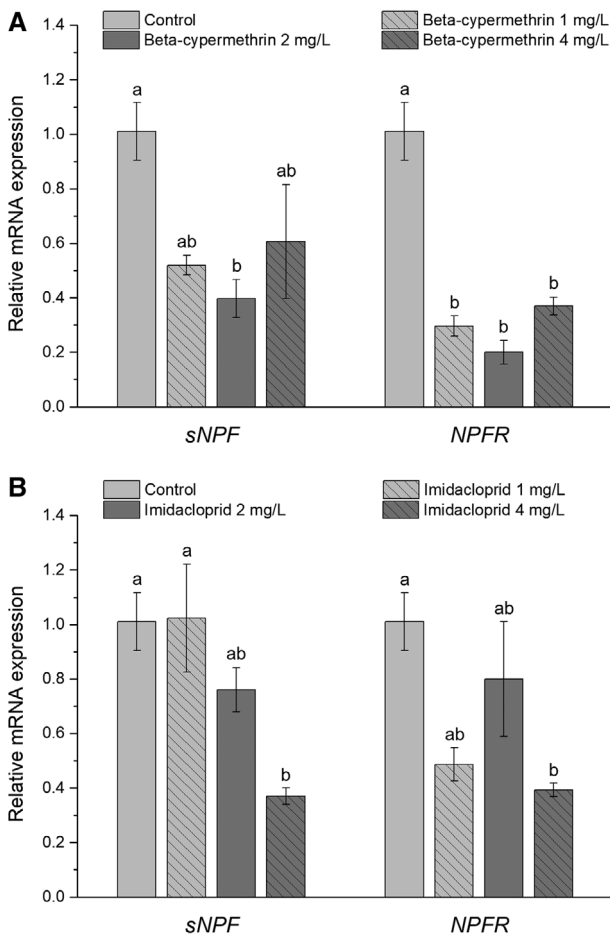 A
Control
Beta-cypermethrin 1 mg/L
Beta-cypermethrin 2 mg/L
Beta-cypermethrin 4 mg/L
Relative mRNA expression
1.4
1.2
1.0
0.8
0.6
0.4
0.2
0.0
a
ab
b
ab
a
b
b
b
sNPF
NPFR
B
Control
Imidacloprid 1 mg/L
Imidacloprid 2 mg/L
Imidacloprid 4 mg/L
Relative mRNA expression
1.4
1.2
1.0
0.8
0.6
0.4
0.2
0.0
a
a
ab
b
a
ab
ab
b
sNPF
NPFR